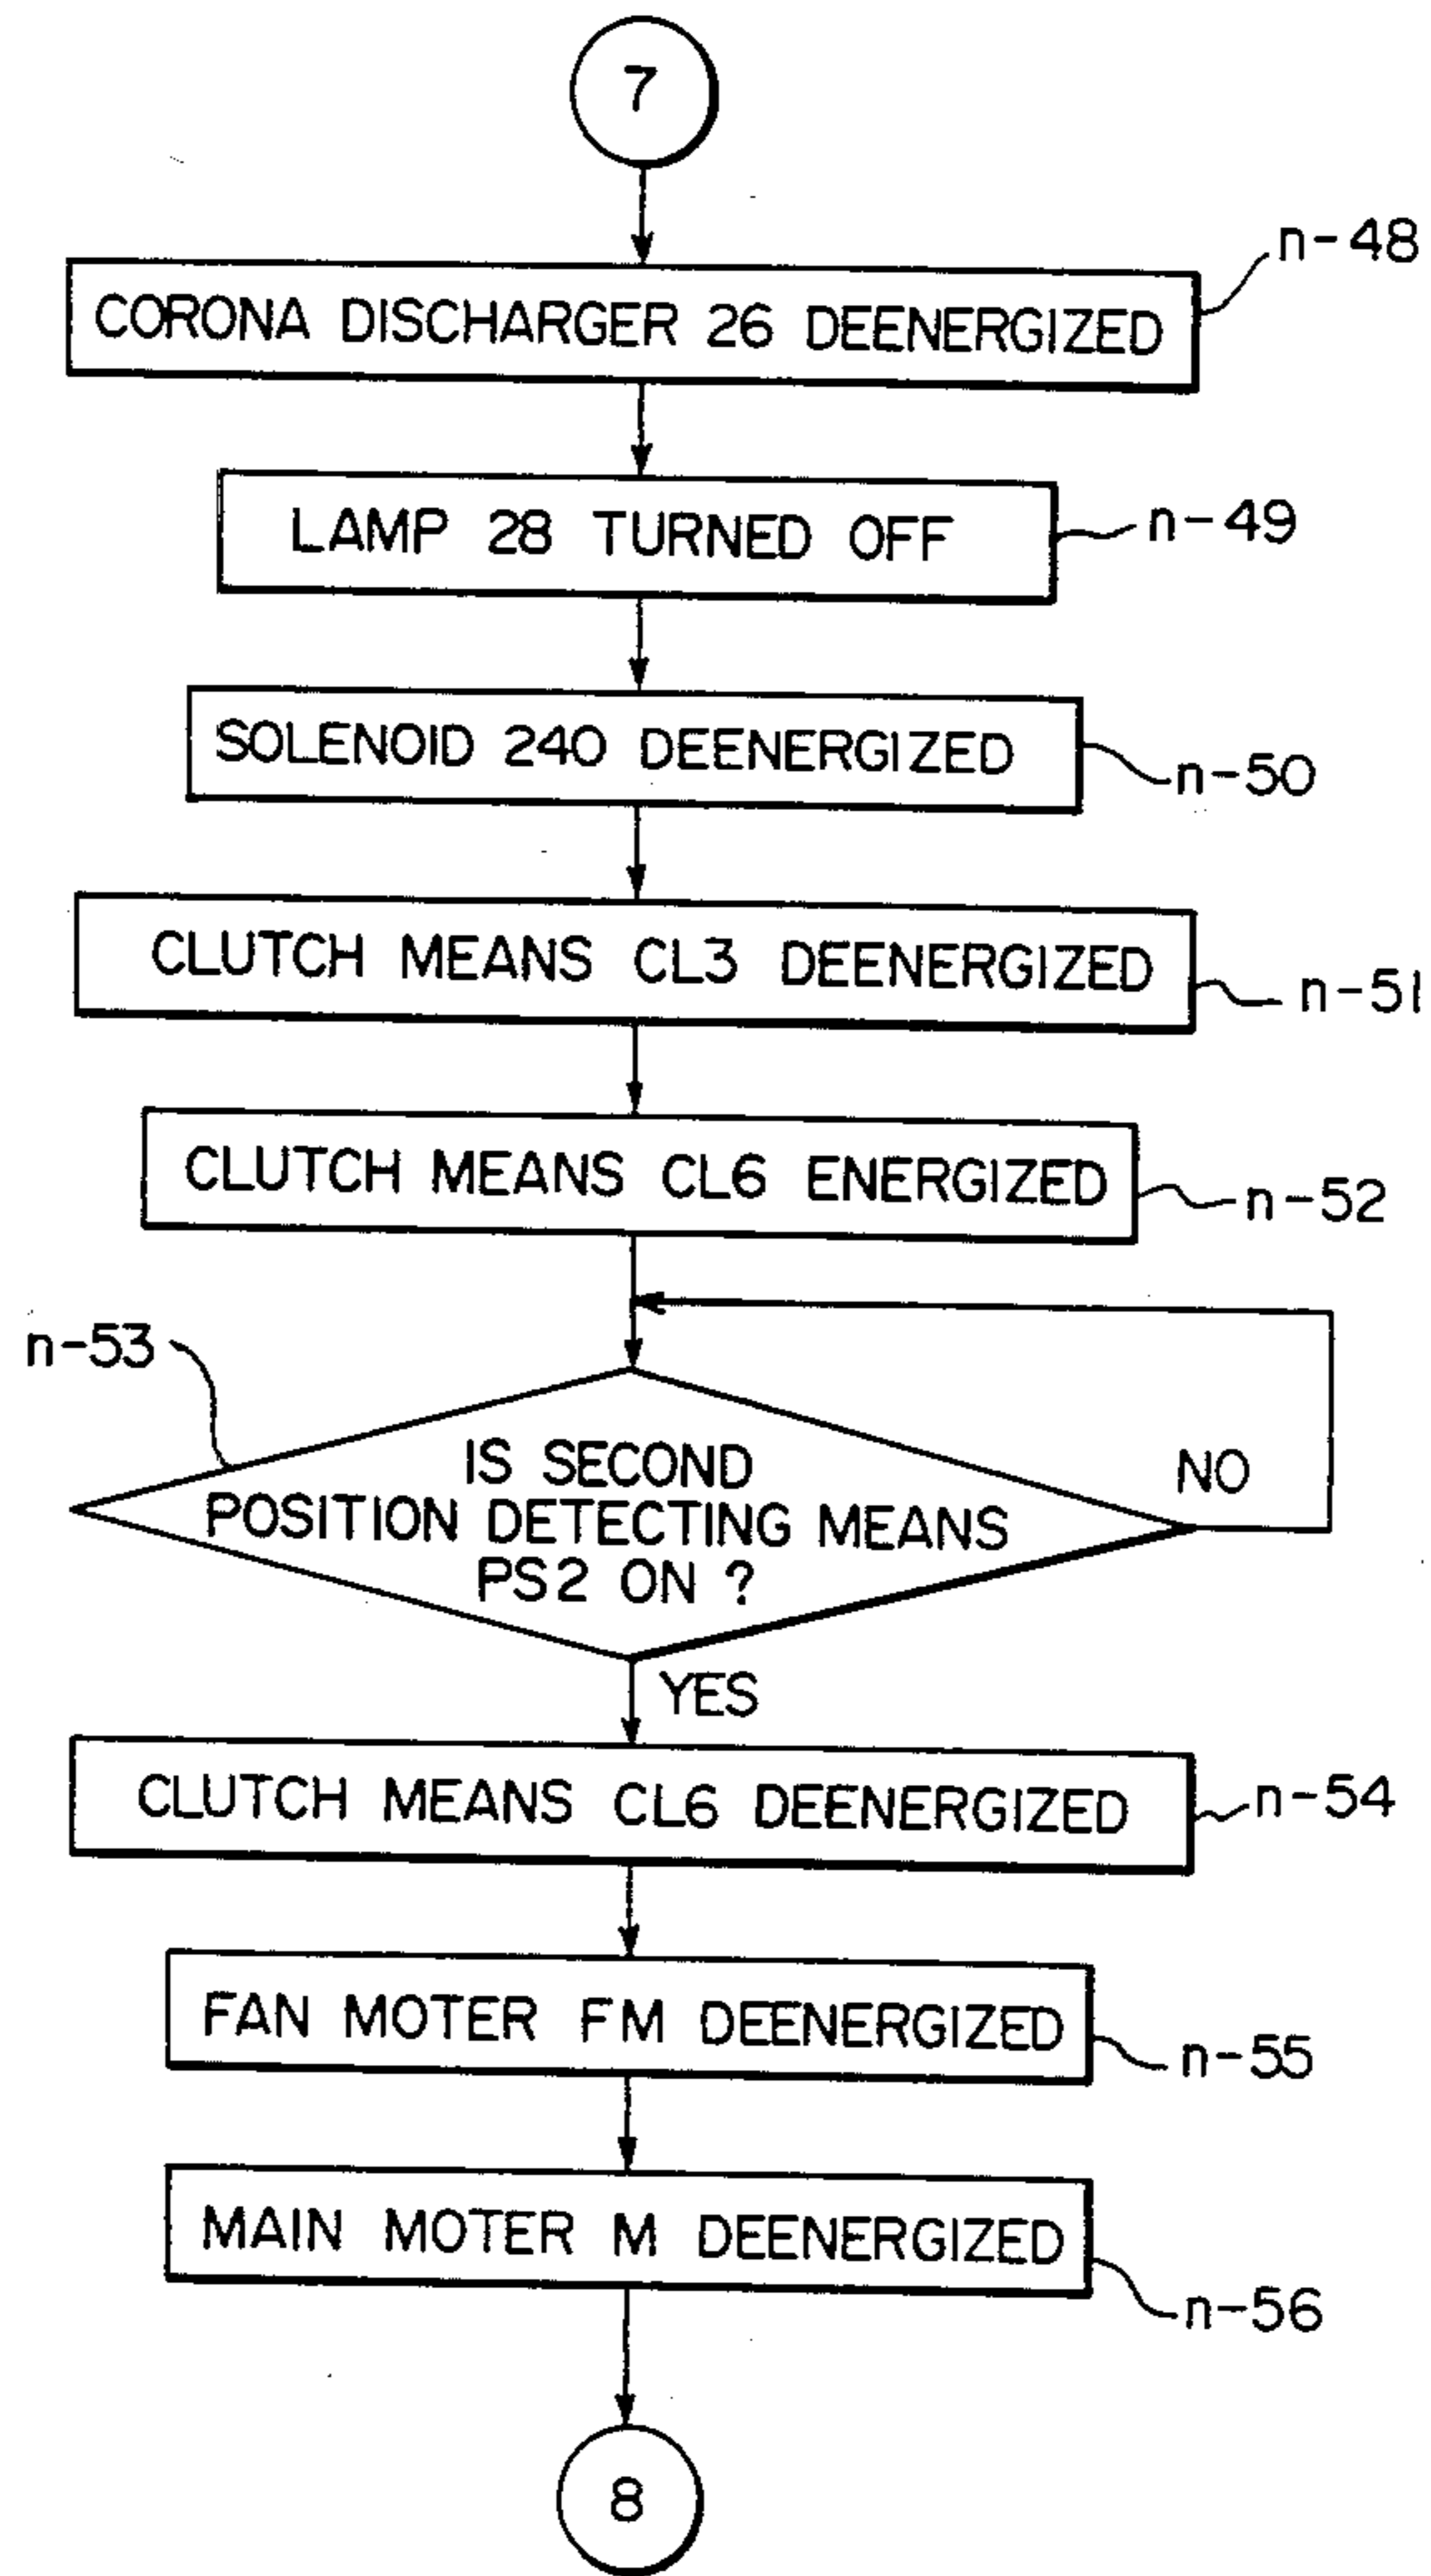 7
n-48
CORONA DISCHARGER 26 DEENERGIZED
LAMP 28 TURNED OFF
n-49
SOLENOID 240 DEENERGIZED
n-50
CLUTCH MEANS CL3 DEENERGIZED
n-51
CLUTCH MEANS CL6 ENERGIZED
n-52
n-53
IS SECOND
POSITION DETECTING MEANS
PS2 ON ?
NO
YES
CLUTCH MEANS CL6 DEENERGIZED
n-54
FAN MOTER FM DEENERGIZED
n-55
MAIN MOTER M DEENERGIZED
n-56
8